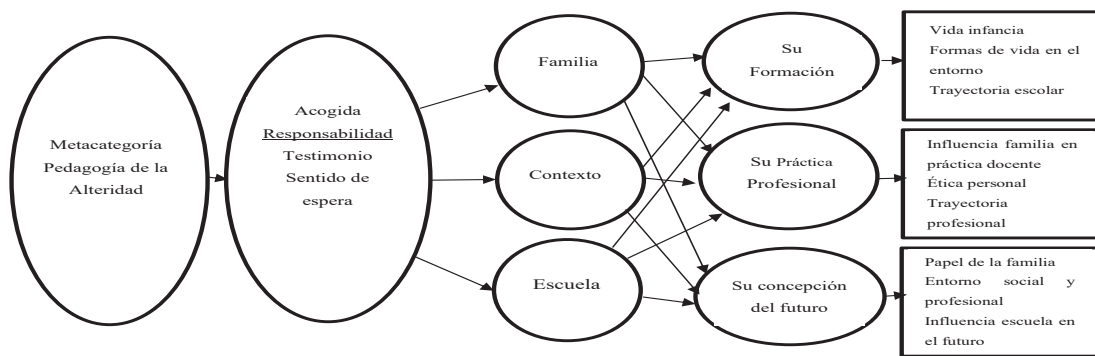 Metacategoría
Pedagogía de la
Alteridad
Acogida
Responsabilidad
Testimonio
Sentido de
espera
Familia
Contexto
Escuela
Su
Formación
Su Práctica
Profesional
Su concepción
del futuro
Vida infancia
Formas de vida en el
entorno
Trayectoria escolar
Influencia familia en
práctica docente
Ética personal
Trayectoria
profesional
Papel de la familia
Entorno social y
profesional
Influencia escuela en
el futuro